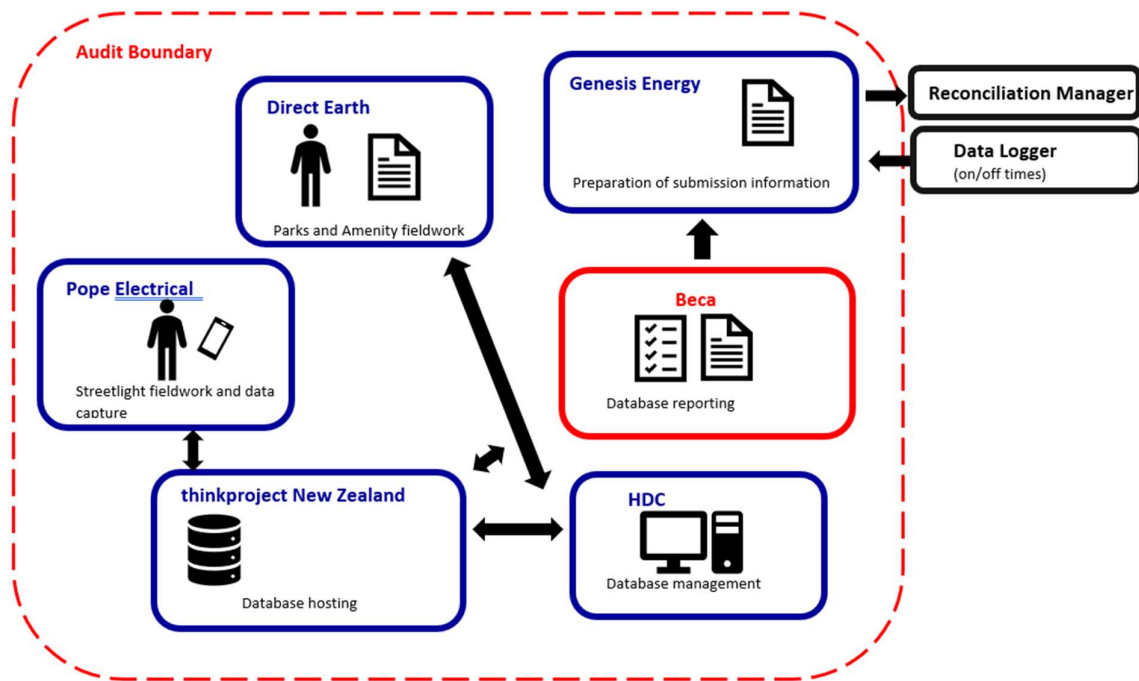 Audit Boundary
Direct Earth
Parks and Amenity fieldwork
Genesis Energy
Preparation of submission information
Reconciliation Manager
Data Logger
(on/off times)
Pope Electrical
Streetlight fieldwork and data
capture
Beca
Database reporting
thinkproject New Zealand
Database hosting
HDC
Database management